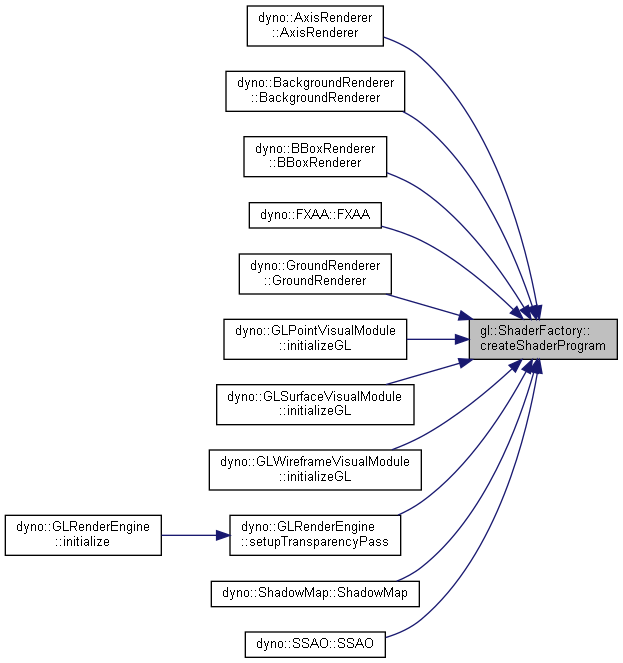 dyno::AxisRenderer
::AxisRenderer
dyno::BackgroundRenderer
::BackgroundRenderer
dyno::BBoxRenderer
::BBoxRenderer
dyno::FXAA::FXAA
dyno::GroundRenderer
::GroundRenderer
gl::ShaderFactory::
createShaderProgram
dyno::GLPointVisualModule
::initializeGL
dyno::GLSurfaceVisualModule
::initializeGL
dyno::GLWireframeVisualModule
::initializeGL
dyno::GLRenderEngine
::initialize
dyno::GLRenderEngine
::setupTransparencyPass
dyno::ShadowMap::ShadowMap
dyno::SSAO::SSAO